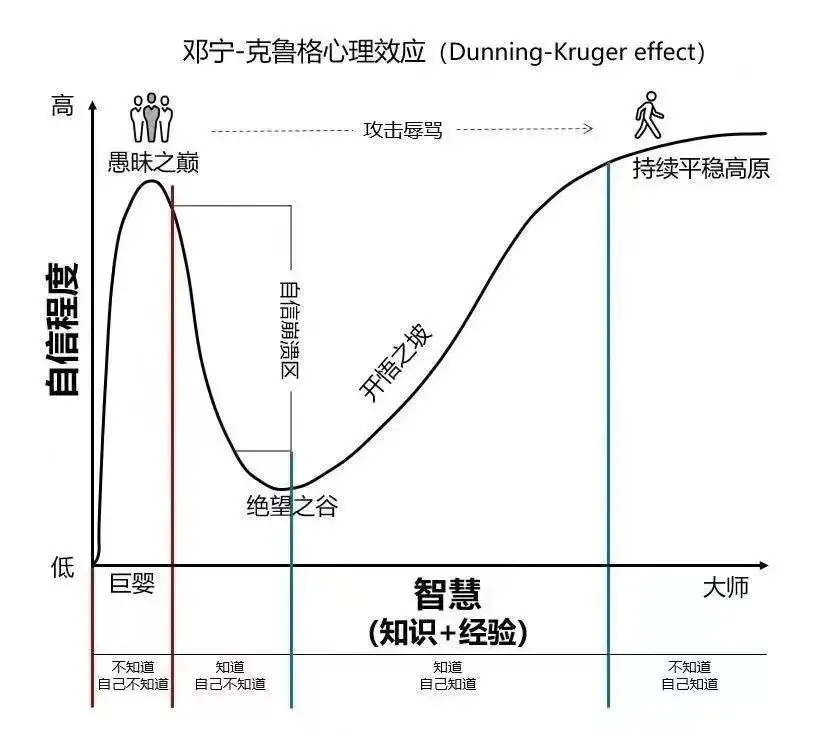 邓宁-克鲁格心理效应（Dunning-Kruger effect）
高
攻击辱骂
愚昧之巅
持续平稳高原
自信程度
自信崩溃区
开悟之坡
绝望之谷
低
巨婴
智慧
大师
（知识+经验）
不知道
自己不知道
知道
自己不知道
知道
自己知道
不知道
自己知道